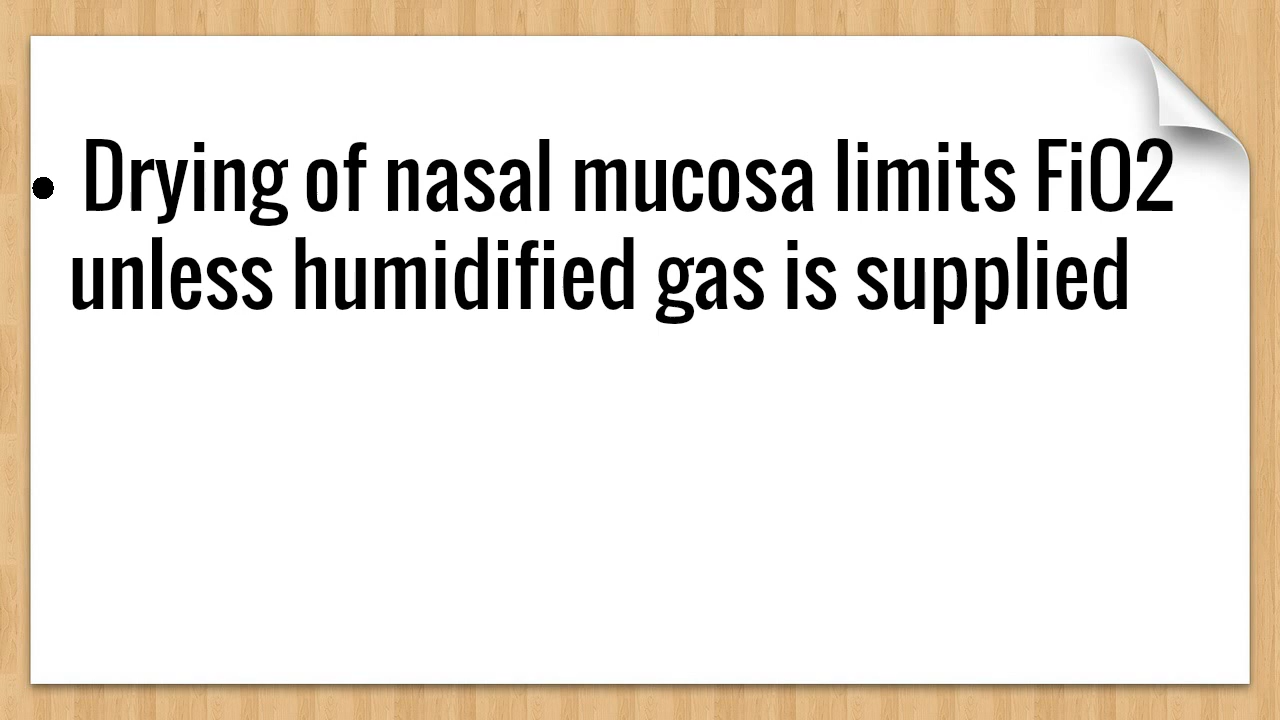 • Drying of nasal mucosa limits FiO2
unless humidified gas is supplied